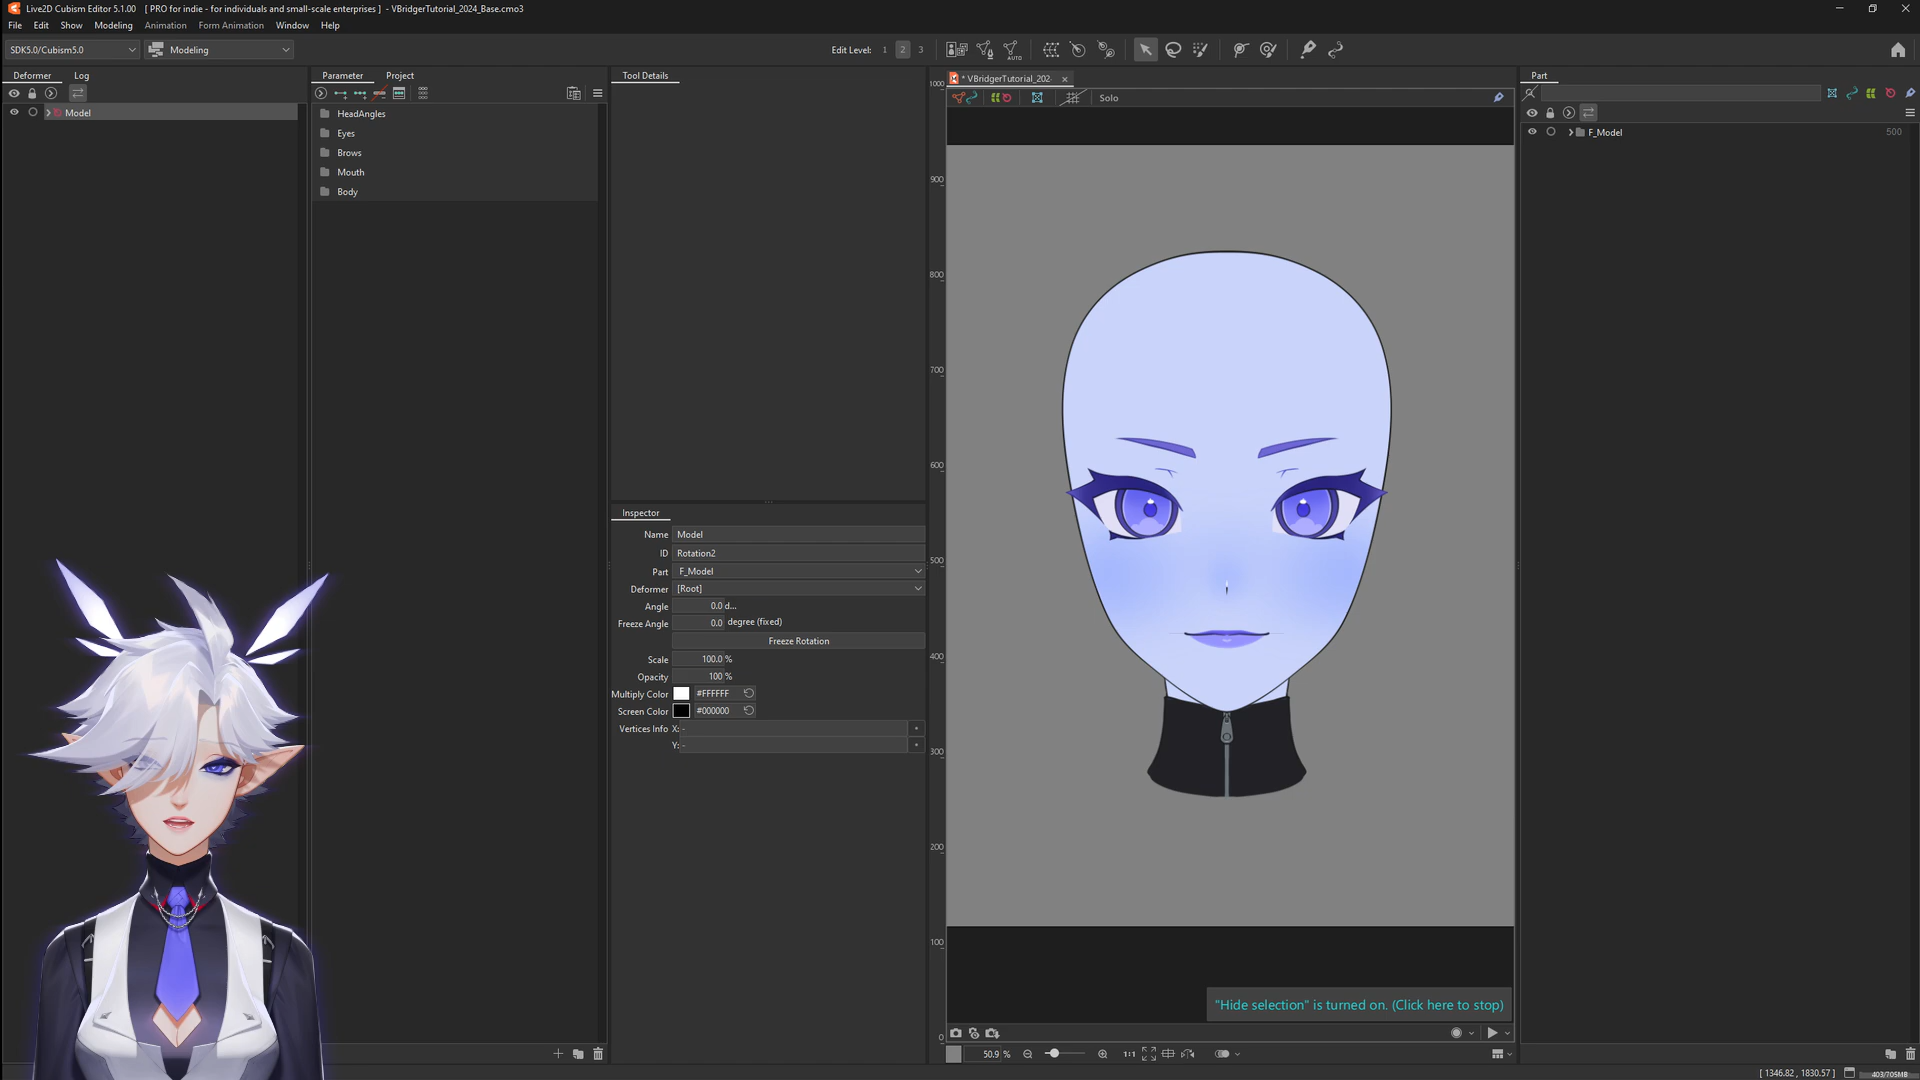 Live2D Cubism Editor 5.1.00 [ PRO for indie - for individuals and small-scale enterprises ] - VBridgerTutorial_2024_Base.cmo3
File Edit Show Modeling Animation Form Animation Window Help
SDK5.0/Cubism5.0 Modeling Edit Level: 1 2 3 AUTO
Deformer Log
Model
Parameter Project
HeadAngles
Eyes
Brows
Mouth
Body
Tool Details
Inspector
Name Model
ID Rotation2
Part F_Model
Deformer [Root]
Angle 0.0 d...
Freeze Angle 0.0 degree (fixed)
Freeze Rotation
Scale 100.0 %
Opacity 100 %
Multiply Color #FFFFFF
Screen Color #000000
Vertices Info X: -
Y: -
* VBridgerTutorial_202
Solo
1000
900
800
700
600
500
400
300
200
100
0
"Hide selection" is turned on. (Click here to stop)
50.9 % 1:1
Part
F_Model 500
[ 1346.82 , 1830.57 ] 403/705MB